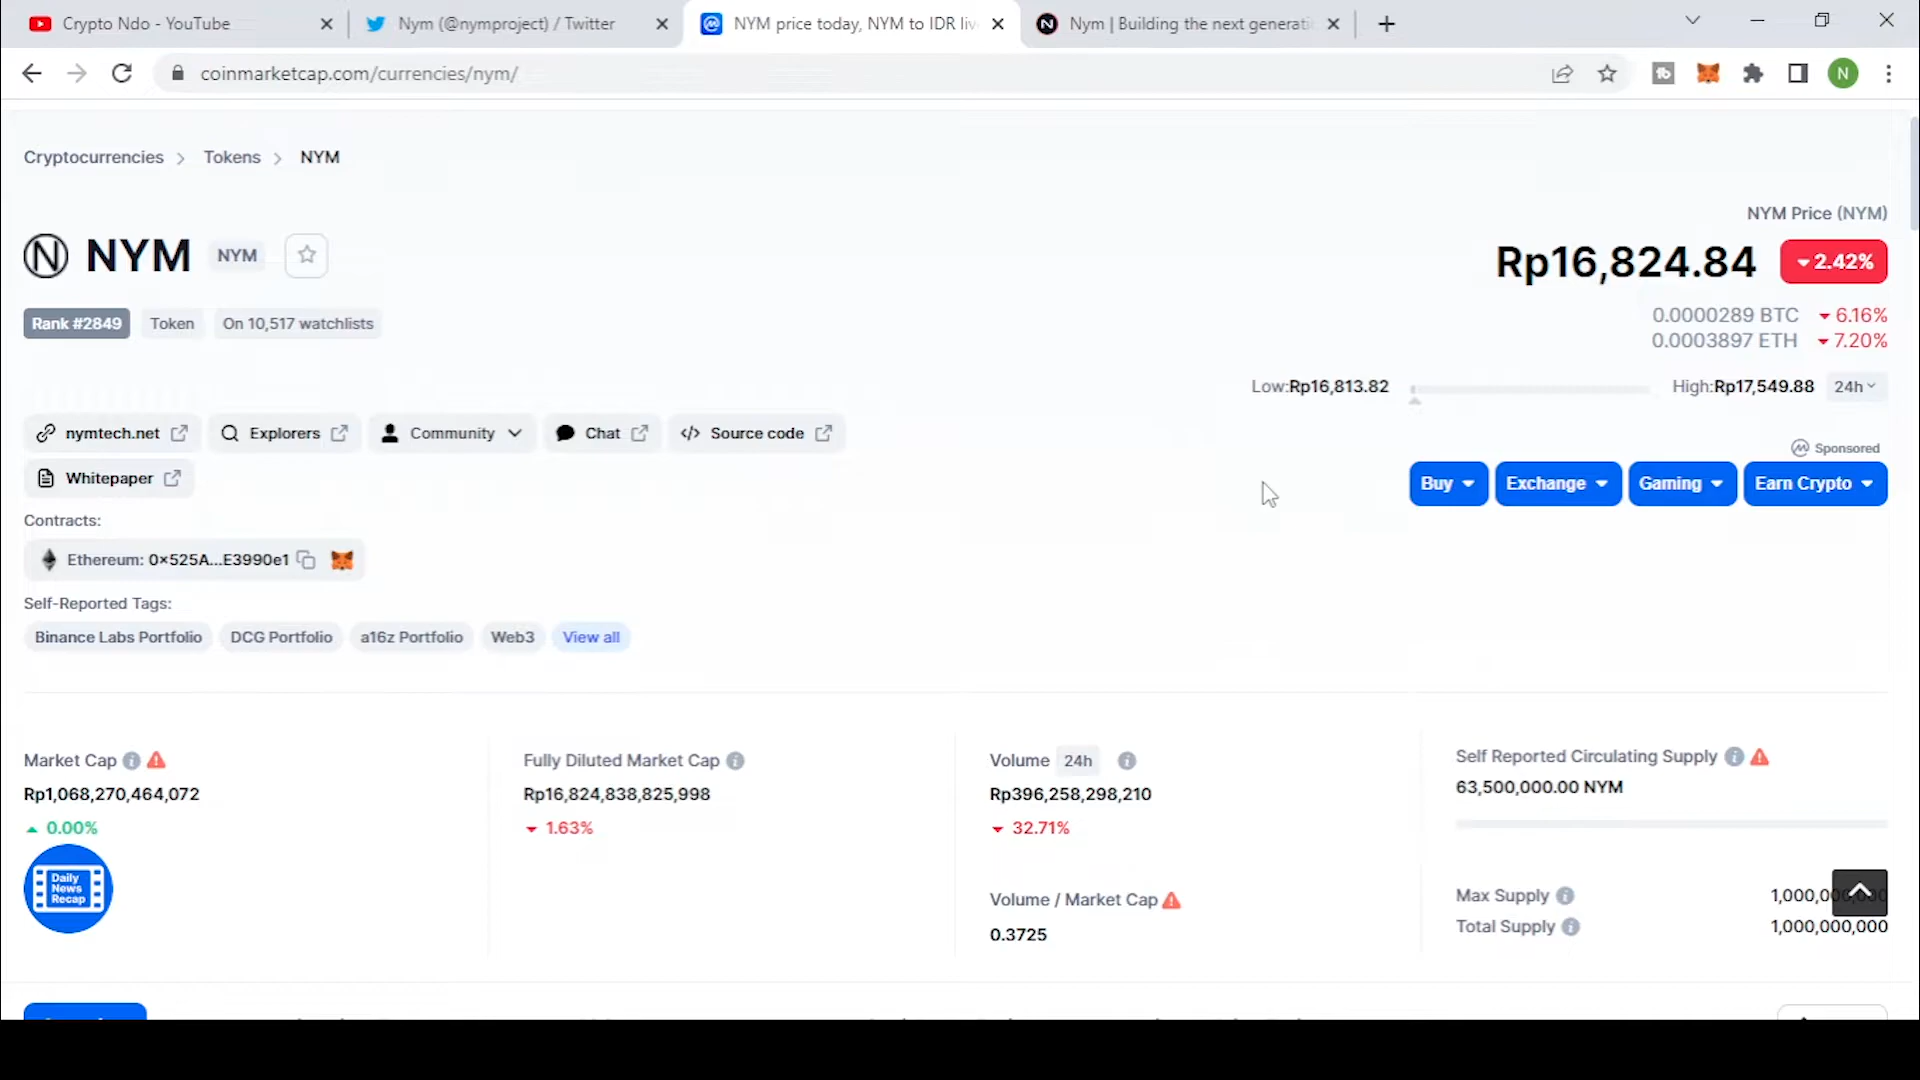 Crypto Ndo - YouTube
Nym (@nymproject) / Twitter
NYM price today, NYM to IDR liv
Nym | Building the next generati
coinmarketcap.com/currencies/nym/
N
Cryptocurrencies > Tokens > NYM
NYM Price (NYM)
NYM NYM
Rp16,824.84 2.42%
Rank #2849 Token On 10,517 watchlists
0.0000289 BTC 6.16%
0.0003897 ETH 7.20%
Low:Rp16,813.82 High:Rp17,549.88 24h
nymtech.net Explorers Community Chat Source code
Sponsored
Whitepaper
Buy Exchange Gaming Earn Crypto
Contracts:
Ethereum: 0x525A...E3990e1
Self-Reported Tags:
Binance Labs Portfolio DCG Portfolio a16z Portfolio Web3 View all
Market Cap
Rp1,068,270,464,072
0.00%
Daily
News
Recap
Fully Diluted Market Cap
Rp16,824,838,825,998
1.63%
Volume 24h
Rp396,258,298,210
32.71%
Volume / Market Cap
0.3725
Self Reported Circulating Supply
63,500,000.00 NYM
Max Supply
Total Supply 1,000,000,000